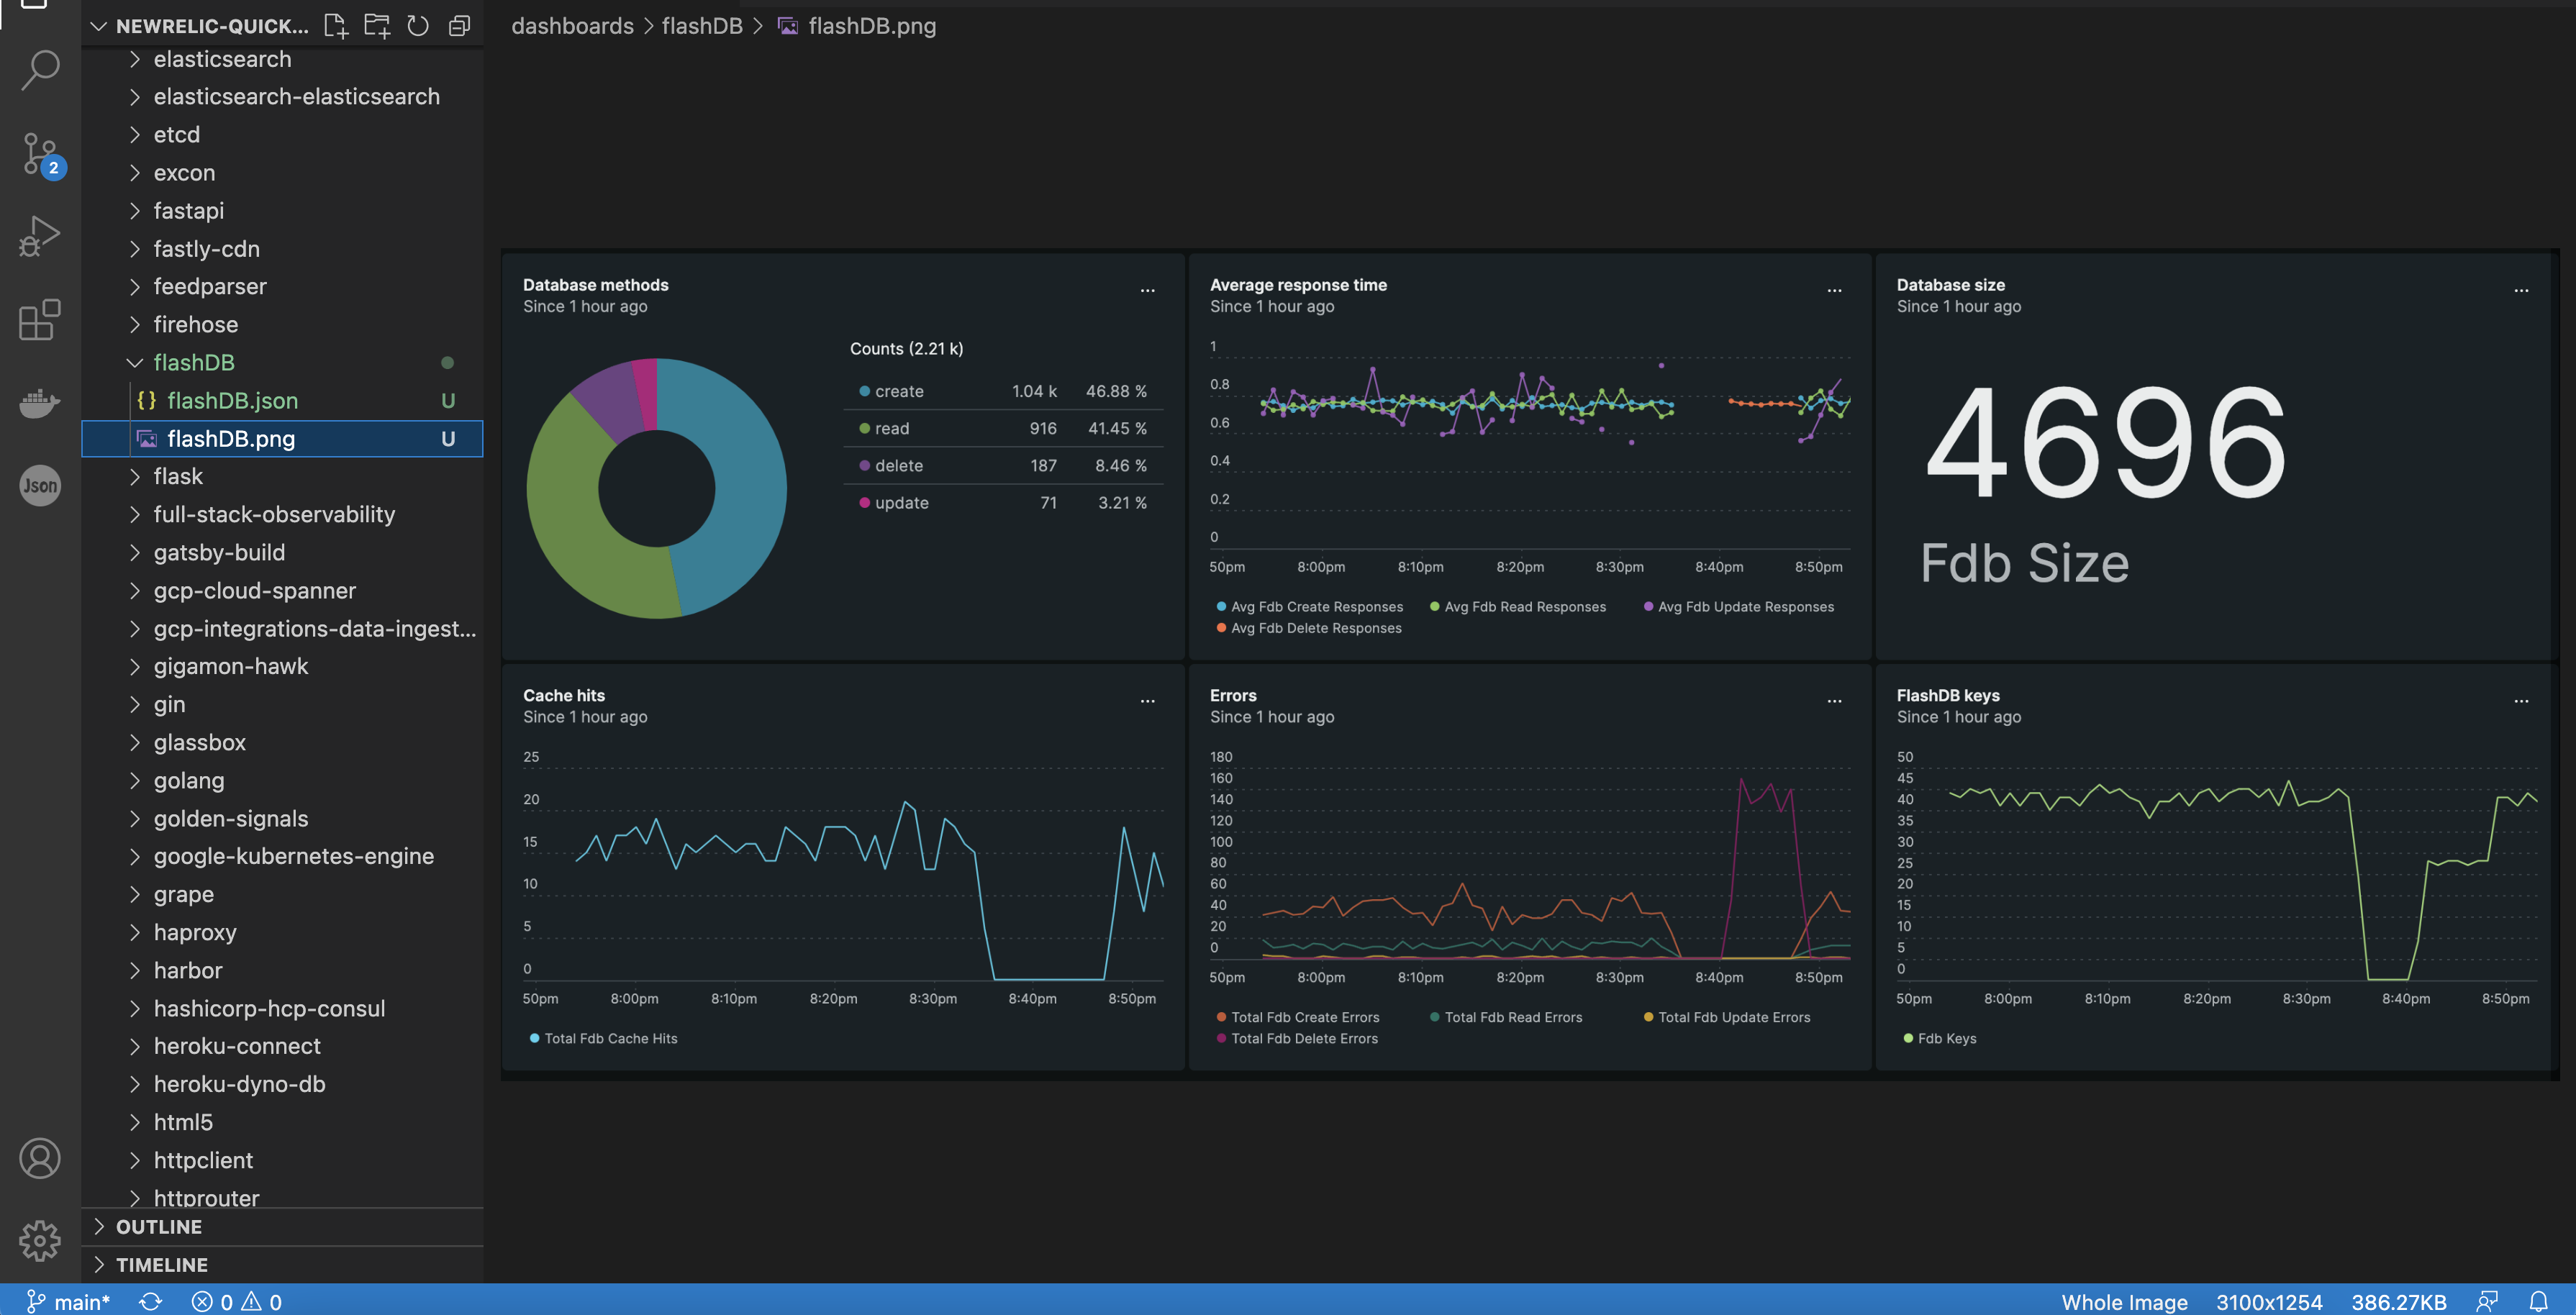 NEWRELIC-QUICK...
elasticsearch
elasticsearch-elasticsearch
etcd
excon
fastapi
fastly-cdn
feedparser
firehose
flashDB
{} flashDB.json U
flashDB.png U
flask
full-stack-observability
gatsby-build
gcp-cloud-spanner
gcp-integrations-data-ingest...
gigamon-hawk
gin
glassbox
golang
golden-signals
google-kubernetes-engine
grape
haproxy
harbor
hashicorp-hcp-consul
heroku-connect
heroku-dyno-db
html5
httpclient
httprouter
OUTLINE
TIMELINE
2
Json
dashboards > flashDB > flashDB.png
Database methods
Since 1 hour ago
...
Counts (2.21 k)
create 1.04 k 46.88 %
read 916 41.45 %
delete 187 8.46 %
update 71 3.21 %
Average response time
Since 1 hour ago
...
1
0.8
0.6
0.4
0.2
0
50pm 8:00pm 8:10pm 8:20pm 8:30pm 8:40pm 8:50pm
Avg Fdb Create Responses Avg Fdb Read Responses Avg Fdb Update Responses
Avg Fdb Delete Responses
Database size
Since 1 hour ago
...
4696
Fdb Size
Cache hits
Since 1 hour ago
...
25
20
15
10
5
0
50pm 8:00pm 8:10pm 8:20pm 8:30pm 8:40pm 8:50pm
Total Fdb Cache Hits
Errors
Since 1 hour ago
...
180
160
140
120
100
80
60
40
20
0
50pm 8:00pm 8:10pm 8:20pm 8:30pm 8:40pm 8:50pm
Total Fdb Create Errors Total Fdb Read Errors Total Fdb Update Errors
Total Fdb Delete Errors
FlashDB keys
Since 1 hour ago
...
50
45
40
35
30
25
20
15
10
5
0
50pm 8:00pm 8:10pm 8:20pm 8:30pm 8:40pm 8:50pm
Fdb Keys
main* 0 0
Whole Image 3100x1254 386.27KB